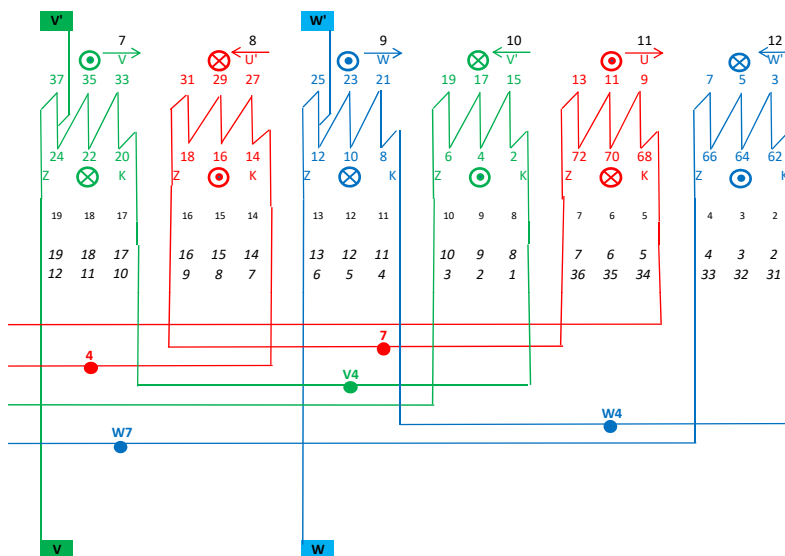 V' W'
7 8 9 10 11 12
V U' W V' U W'
37 35 33 31 29 27 25 23 21 19 17 15 13 11 9 7 5 3
24 22 20 18 16 14 12 10 8 6 4 2 72 70 68 66 64 62
Z K Z K Z K Z K Z K Z K
19 18 17 16 15 14 13 12 11 10 9 8 7 6 5 4 3 2
19 18 17 16 15 14 13 12 11 10 9 8 7 6 5 4 3 2
12 11 10 9 8 7 6 5 4 3 2 1 36 35 34 33 32 31
7
4
V4
W4
W7
V W